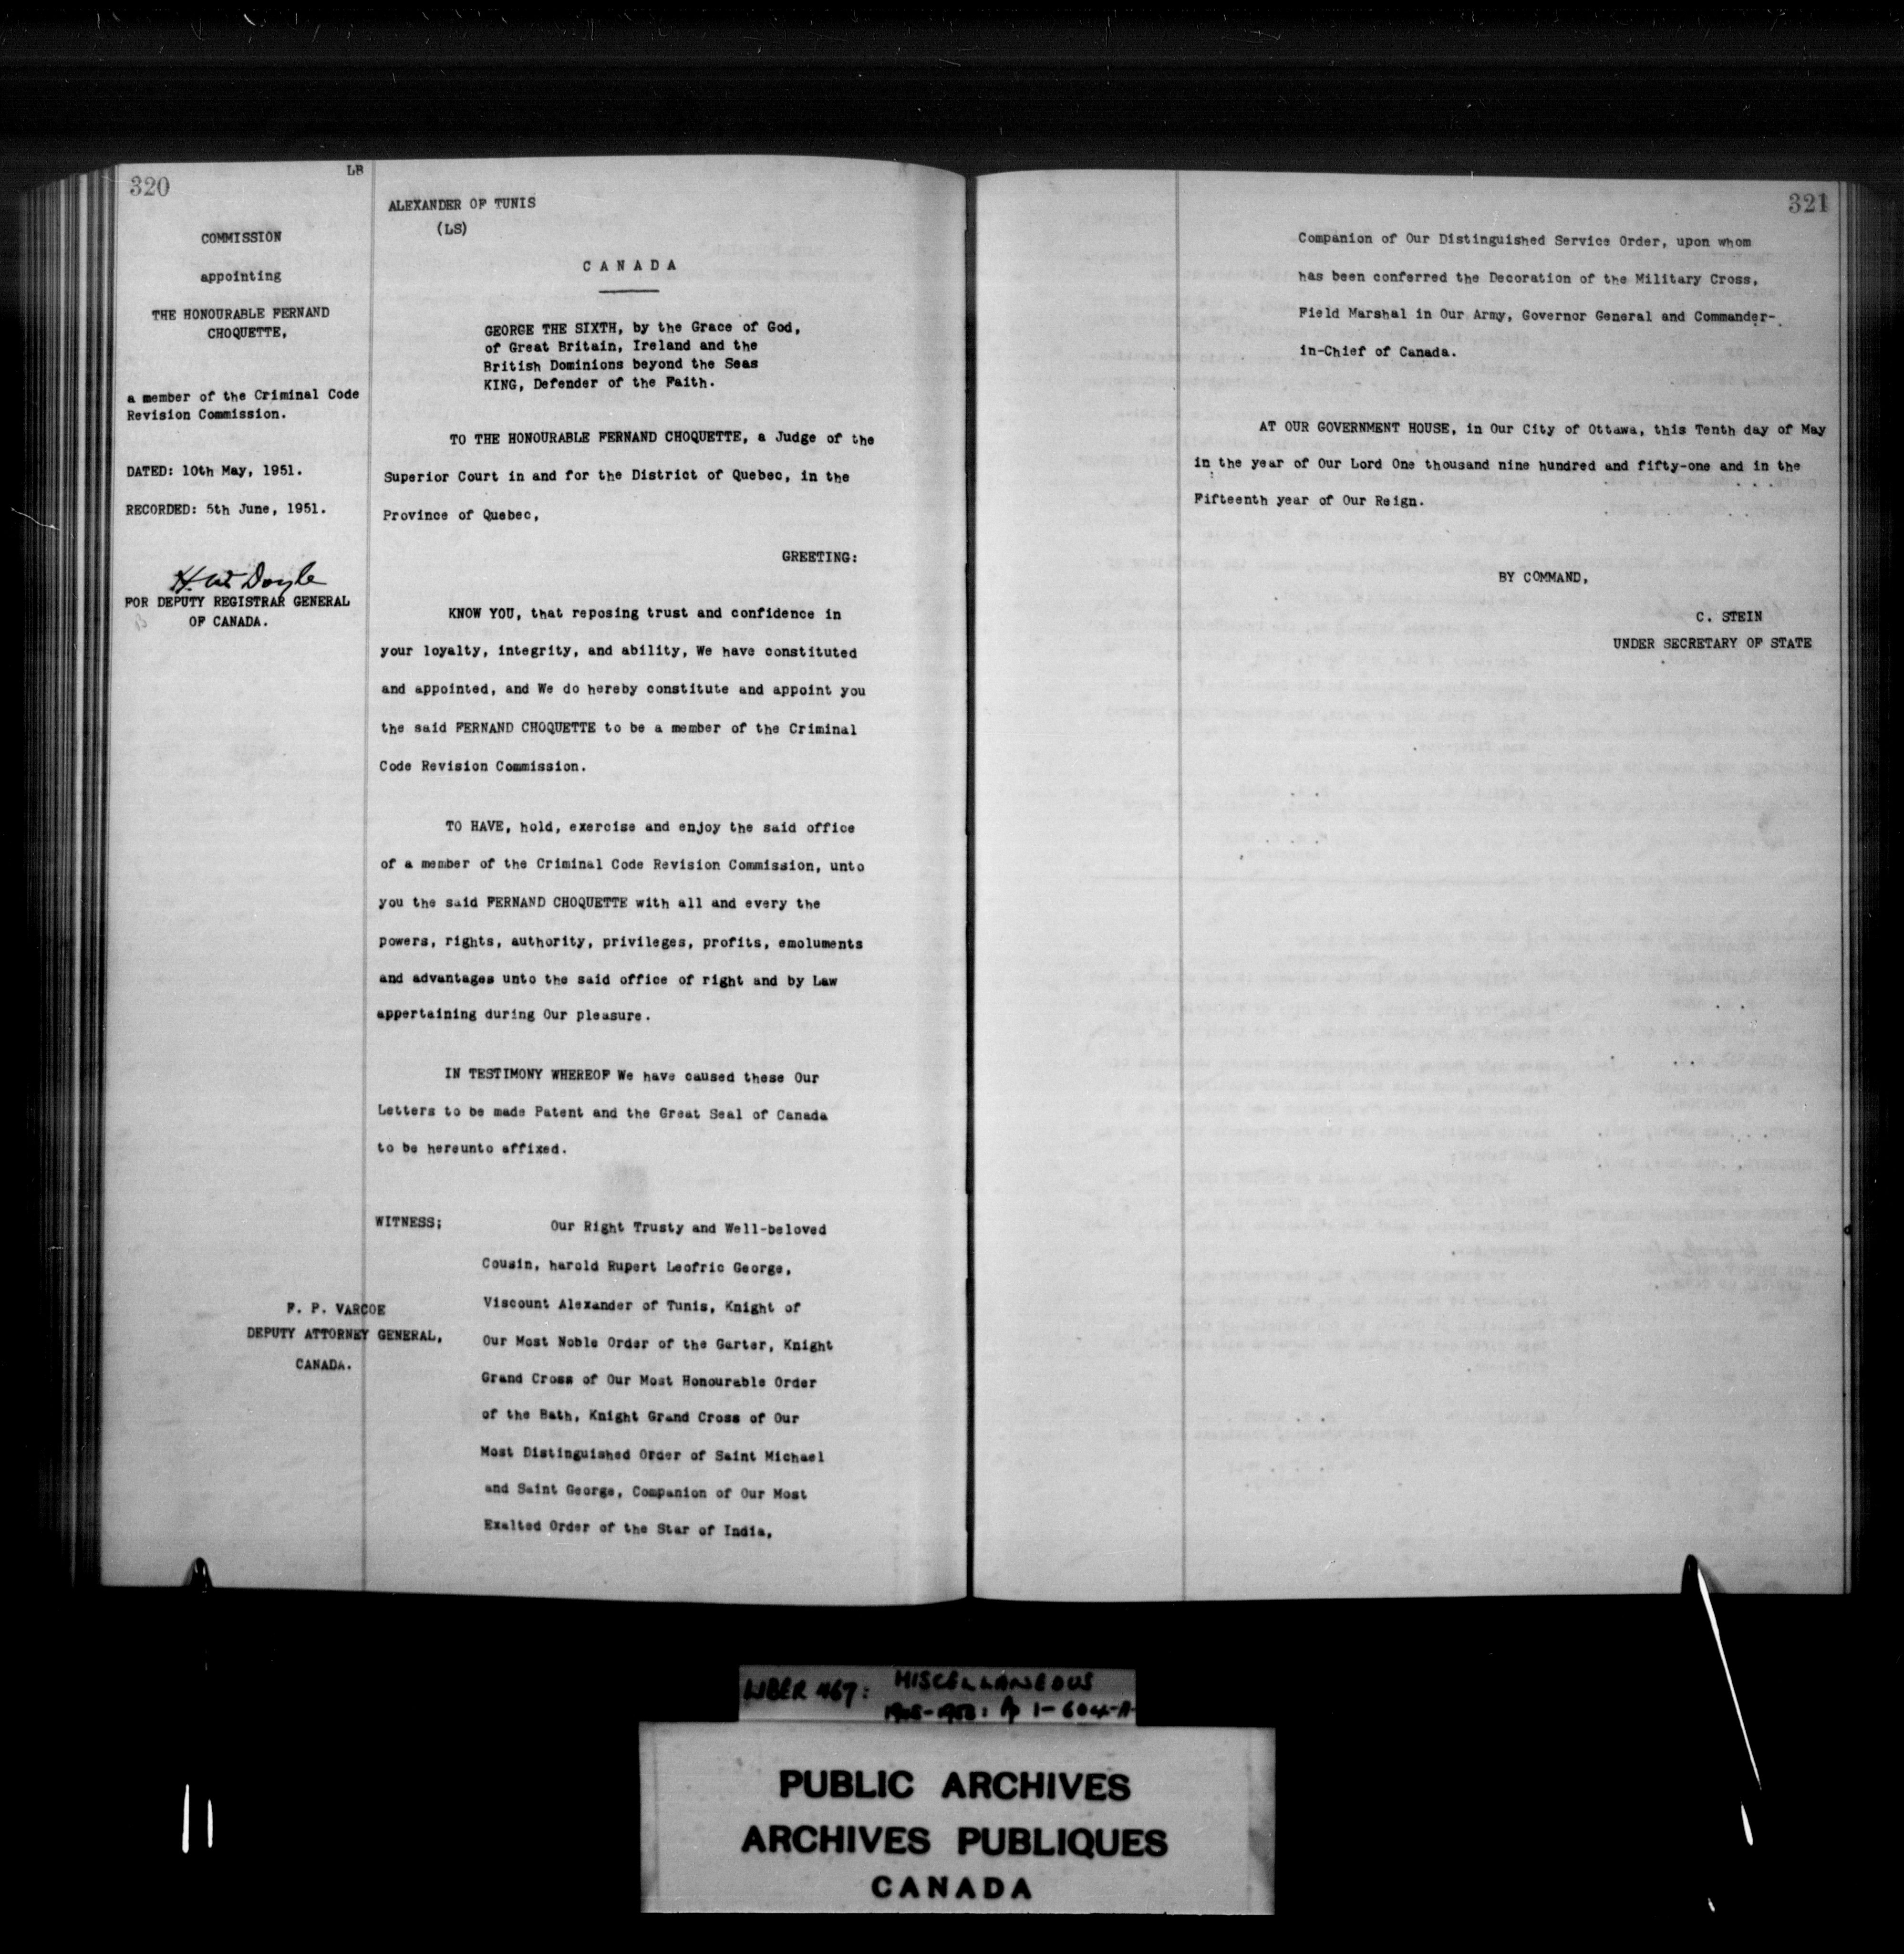 320
LB
COMMISSION
appointing
THE HONOURABLE FERNAND
CHOQUETTE,
a member of the Criminal Code
Revision Commission.
DATED: 10th May, 1951.
RECORDED: 5th June, 1951.
H W Doyle
FOR DEPUTY REGISTRAR GENERAL
OF CANADA.
ALEXANDER OF TUNIS
(LS)
CANADA
GEORGE THE SIXTH, by the Grace of God,
of Great Britain, Ireland and the
British Dominions beyond the Seas
KING, Defender of the Faith.
TO THE HONOURABLE FERNAND CHOQUETTE, a Judge of the
Superior Court in and for the District of Quebec, in the
Province of Quebec,
GREETING:
KNOW YOU, that reposing trust and confidence in
your loyalty, integrity, and ability, We have constituted
and appointed, and We do hereby constitute and appoint you
the said FERNAND CHOQUETTE to be a member of the Criminal
Code Revision Commission.
TO HAVE, hold, exercise and enjoy the said office
of a member of the Criminal Code Revision Commission, unto
you the said FERNAND CHOQUETTE with all and every the
powers, rights, authority, privileges, profits, emoluments
and advantages unto the said office of right and by Law
appertaining during Our pleasure.
IN TESTIMONY WHEREOF We have caused these Our
Letters to be made Patent and the Great Seal of Canada
to be hereunto affixed.
WITNESS;
Our Right Trusty and Well-beloved
Cousin, harold Rupert Leofric George,
Viscount Alexander of Tunis, Knight of
Our Most Noble Order of the Garter, Knight
Grand Cross of Our Most Honourable Order
of the Bath, Knight Grand Cross of Our
Most Distinguished Order of Saint Michael
and Saint George, Companion of Our Most
Exalted Order of the Star of India,
F. P. VARCOE
DEPUTY ATTORNEY GENERAL,
CANADA.
321
Companion of Our Distinguished Service Order, upon whom
has been conferred the Decoration of the Military Cross,
Field Marshal in Our Army, Governor General and Commander-
in-Chief of Canada.
AT OUR GOVERNMENT HOUSE, in Our City of Ottawa, this Tenth day of May
in the year of Our Lord One thousand nine hundred and fifty-one and in the
Fifteenth year of Our Reign.
BY COMMAND,
C. STEIN
UNDER SECRETARY OF STATE
LIBER 467: MISCELLANEOUS
1-604-A
PUBLIC ARCHIVES
ARCHIVES PUBLIQUES
CANADA